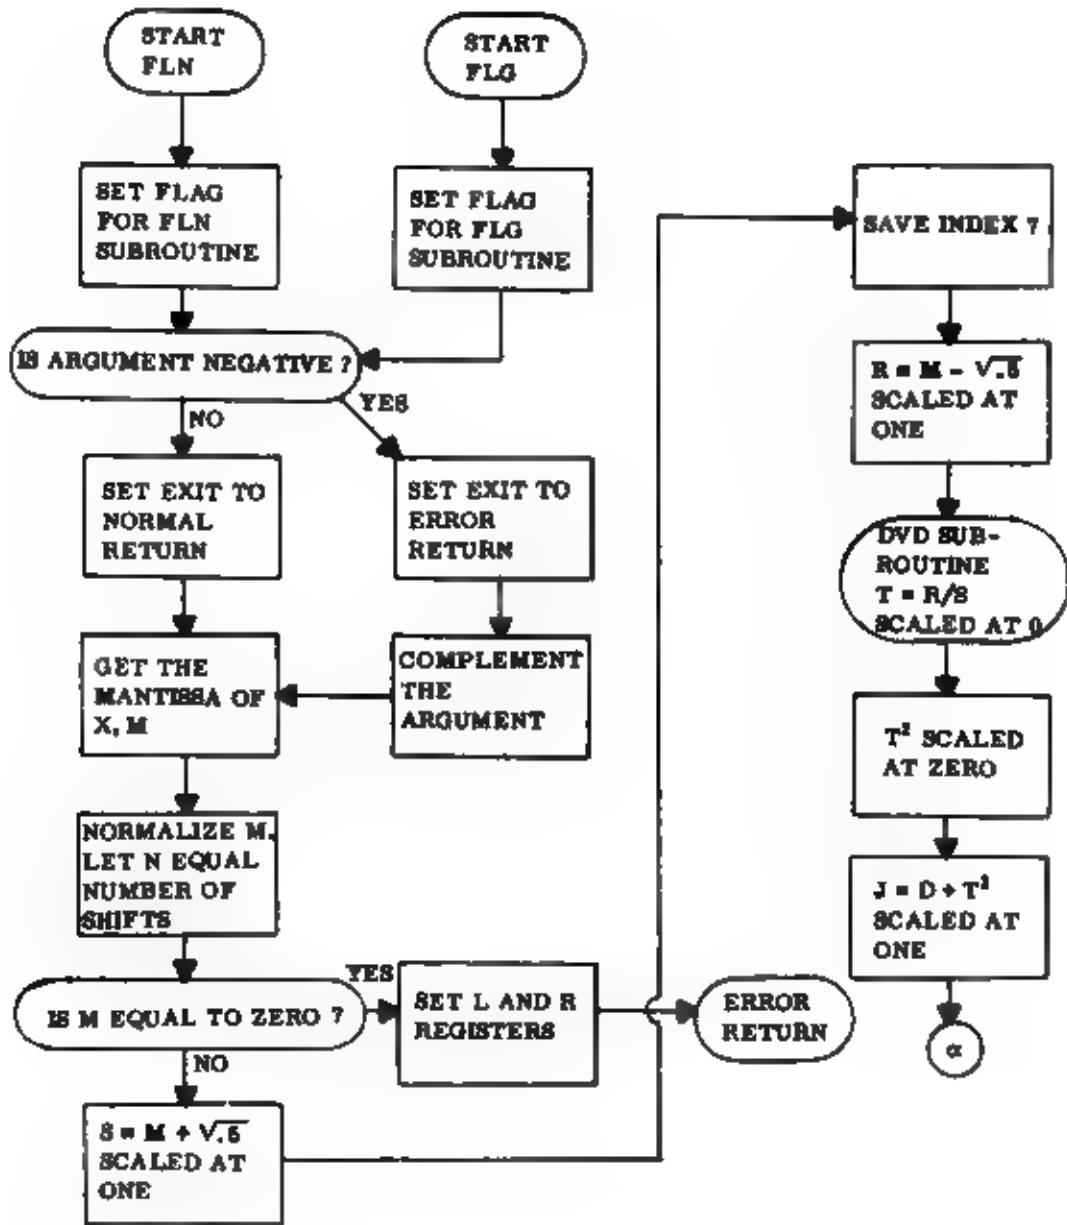 START
FLN
START
FLG
SET FLAG
FOR FLN
SUBROUTINE
SET FLAG
FOR FLG
SUBROUTINE
IS ARGUMENT NEGATIVE ?
NO
YES
SET EXIT TO
NORMAL
RETURN
SET EXIT TO
ERROR
RETURN
GET THE
MANTISSA OF
X, M
COMPLEMENT
THE
ARGUMENT
NORMALIZE M.
LET N EQUAL
NUMBER OF
SHIFTS
IS M EQUAL TO ZERO ?
YES
SET L AND R
REGISTERS
ERROR
RETURN
NO
S = M + √.5
SCALED AT
ONE
SAVE INDEX 7
R = M - √.5
SCALED AT
ONE
DVD SUB-
ROUTINE
T = R/S
SCALED AT 0
T² SCALED
AT ZERO
J = D + T²
SCALED AT
ONE
α